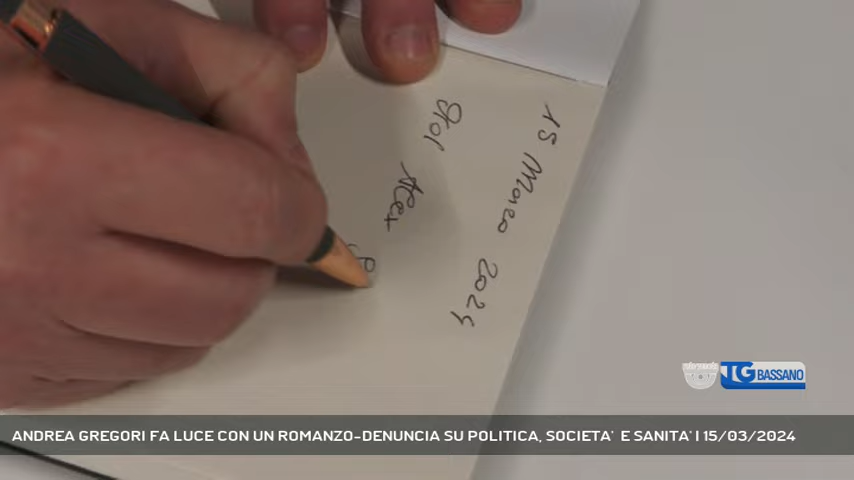 15 Marzo 2024
Alex
TG BASSANO
ANDREA GREGORI FA LUCE CON UN ROMANZO-DENUNCIA SU POLITICA, SOCIETA' E SANITA' | 15/03/2024